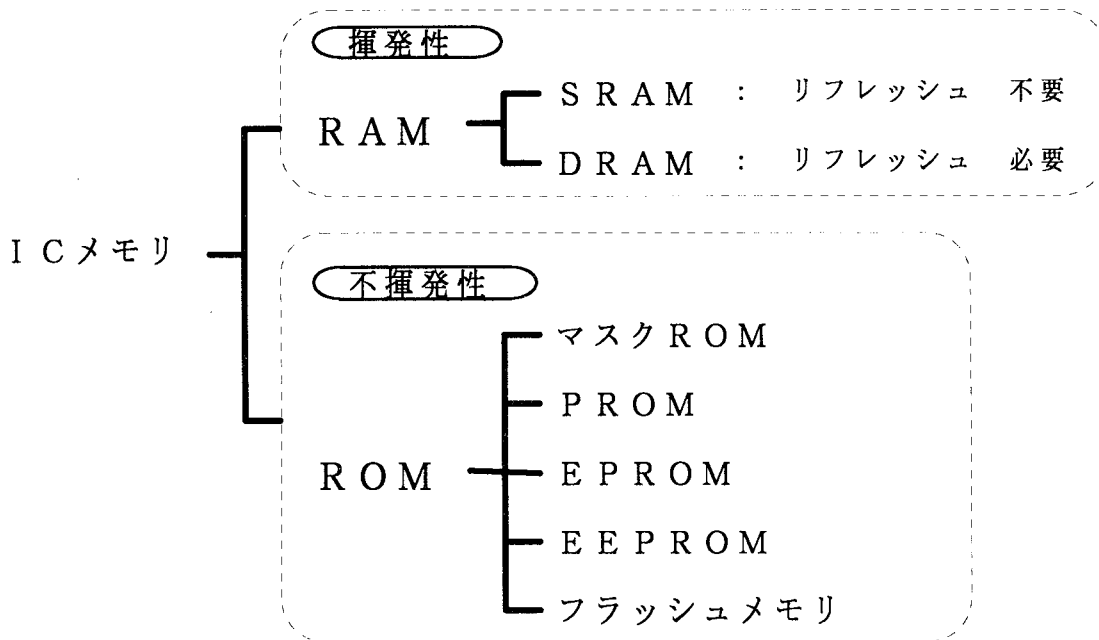 揮発性
SRAM : リフレッシュ 不要
RAM
DRAM : リフレッシュ 必要
ICメモリ
不揮発性
マスクROM
PROM
ROM
EPROM
EEPROM
フラッシュメモリ